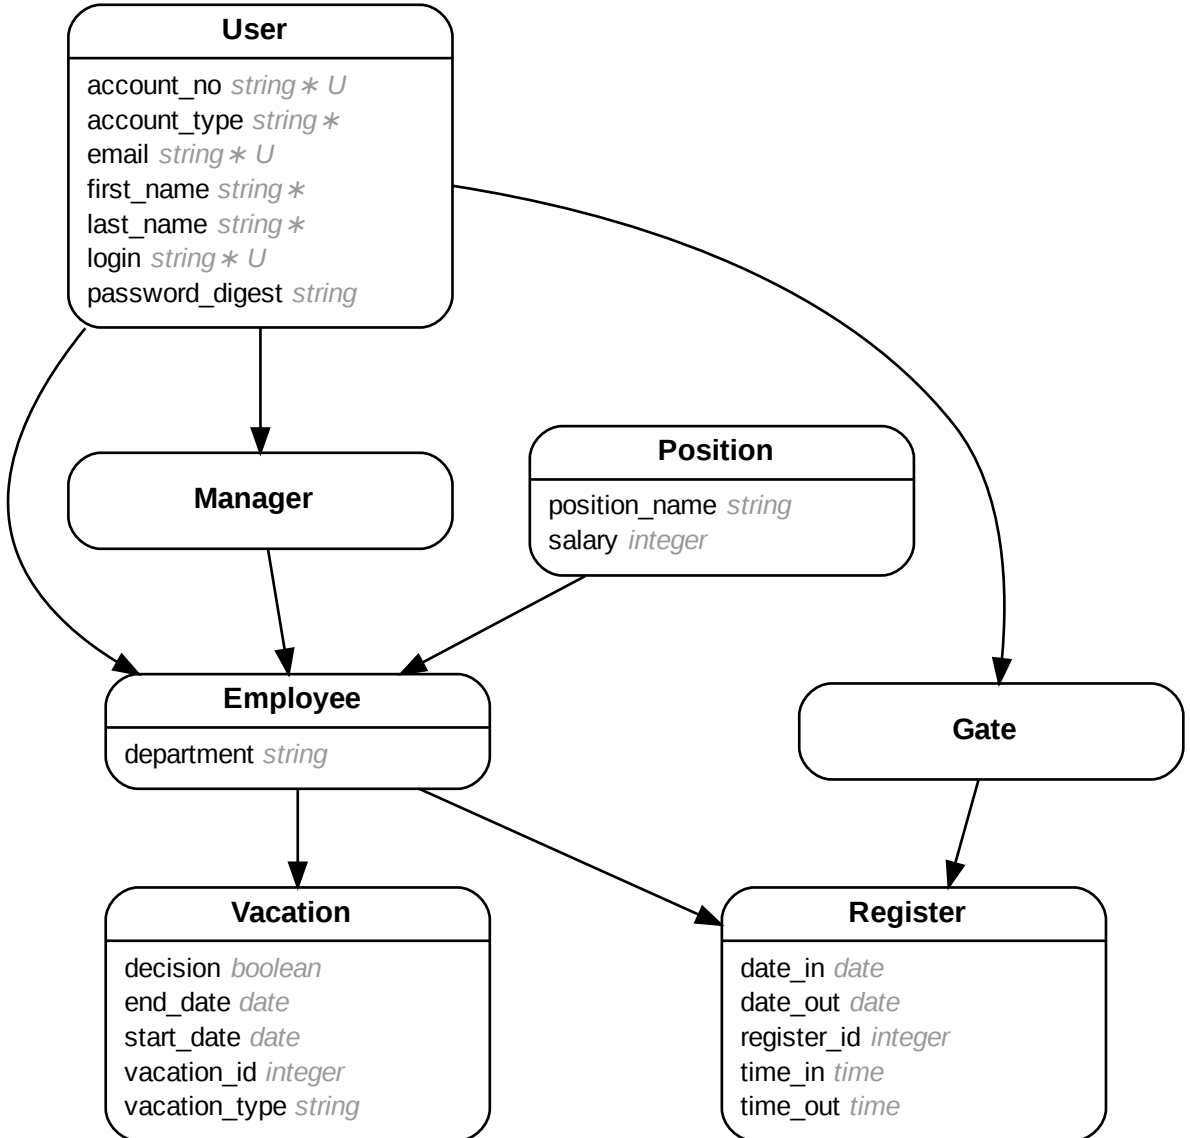 User
account_no string∗ U
account_type string∗
email string∗ U
first_name string∗
last_name string∗
login string∗ U
password_digest string
Manager
Position
position_name string
salary integer
Employee
department string
Gate
Vacation
decision boolean
end_date date
start_date date
vacation_id integer
vacation_type string
Register
date_in date
date_out date
register_id integer
time_in time
time_out time